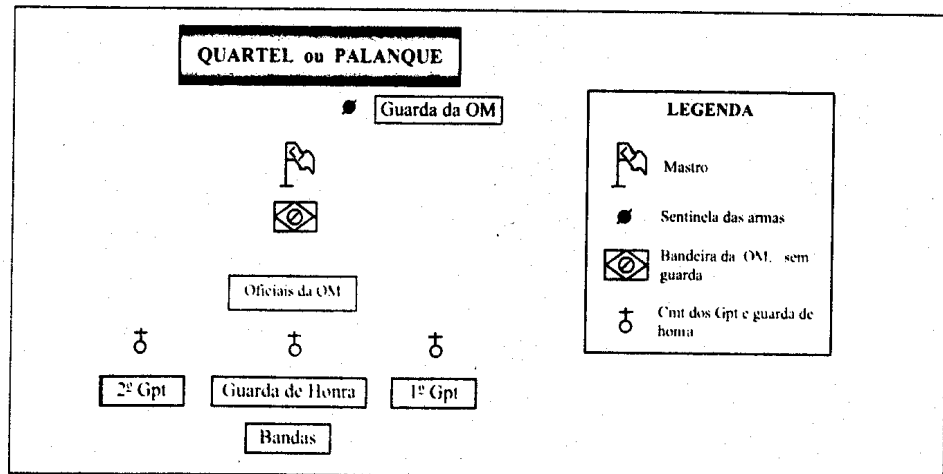 QUARTEL ou PALANQUE
Guarda da OM
Oficiais da OM
2º Gpt
Guarda de Honra
1º Gpt
Bandas
LEGENDA
Mastro
Sentinela das armas
Bandeira da OM, sem
guarda
Cmt dos Gpt e guarda de
honra